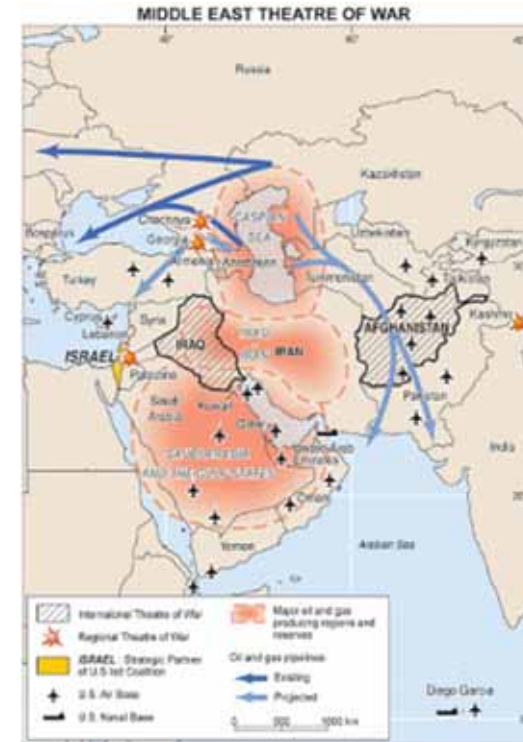 MIDDLE EAST THEATRE OF WAR
40°
60°
Russia
Kazakhstan
CASPIAN
SEA
Chechnya
Georgia
Armenia
Azerbaijan
Bosporus
Uzbekistan
Kyrgyzstan
Turkey
Turkmenistan
Tajikistan
Cyprus
Lebanon
Syria
Kashmir
AFGHANISTAN
IRAQ
IRAN
ISRAEL
Palestine
Pakistan
Kuwait
Saudi
Arabia
Qatar
United Arab
Emirates
India
SAUDI ARABIA
AND THE GULF STATES
Oman
Yemen
Arabian Sea
International Theatre of War
Regional Theatre of War
ISRAEL : Strategic Partner
of U.S led Coalition
U.S. Air Base
U.S. Naval Base
Major oil and gas
producing regions and
reserves
Oil and gas pipelines
Existing
Projected
0 500 1000 km
Diego Garcia